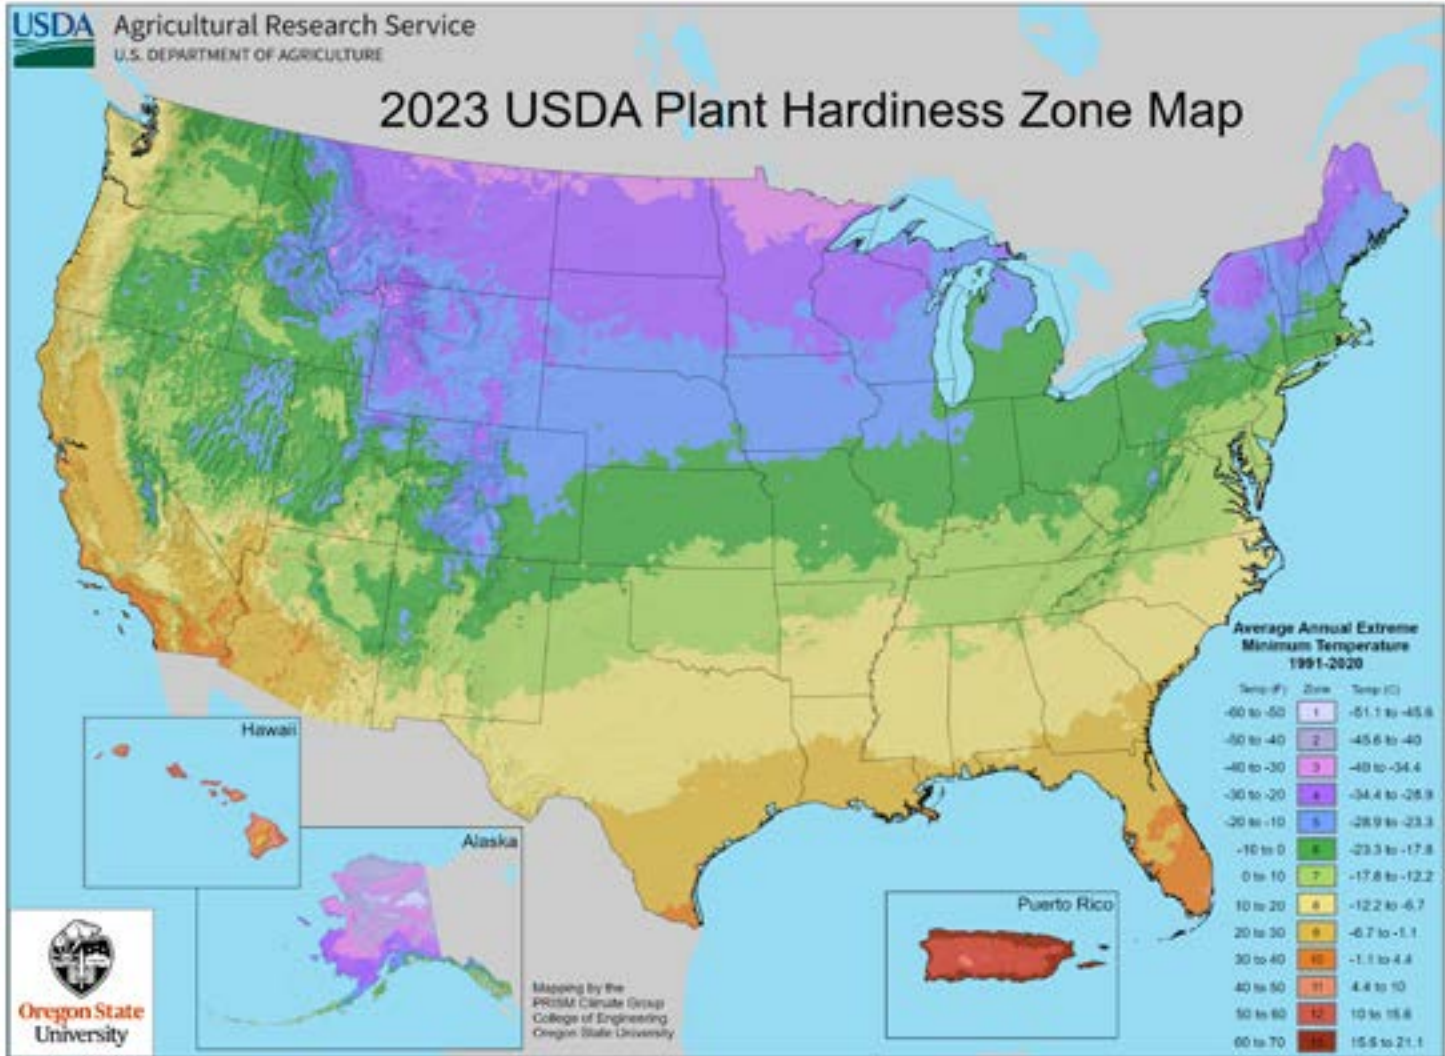 USDA Agricultural Research Service
U.S. DEPARTMENT OF AGRICULTURE
2023 USDA Plant Hardiness Zone Map
Average Annual Extreme
Minimum Temperature
1991-2020
Temp (F) Zone Temp (C)
-60 to -50 1 -51.1 to -45.6
-50 to -40 2 -45.6 to -40
-40 to -30 3 -40 to -34.4
-30 to -20 4 -34.4 to -28.9
-20 to -10 5 -28.9 to -23.3
-10 to 0 6 -23.3 to -17.8
0 to 10 7 -17.8 to -12.2
10 to 20 8 -12.2 to -6.7
20 to 30 9 -6.7 to -1.1
30 to 40 10 -1.1 to 4.4
40 to 50 11 4.4 to 10
50 to 60 12 10 to 15.6
60 to 70 13 15.6 to 21.1
Hawaii
Alaska
Puerto Rico
Mapping by the
PRISM Climate Group
College of Engineering
Oregon State University
Oregon State
University